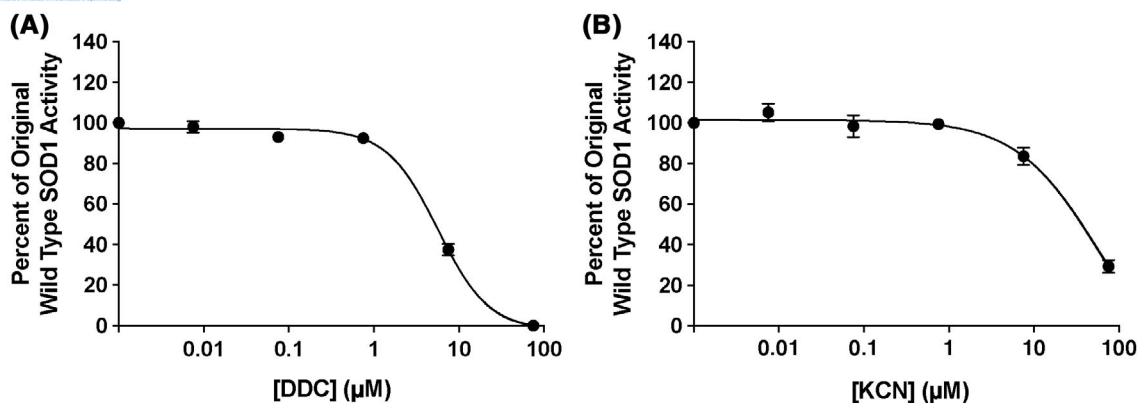 (A)
Percent of Original
Wild Type SOD1 Activity
140
120
100
80
60
40
20
0
0.01 0.1 1 10 100
[DDC] (µM)
(B)
Percent of Original
Wild Type SOD1 Activity
140
120
100
80
60
40
20
0
0.01 0.1 1 10 100
[KCN] (µM)